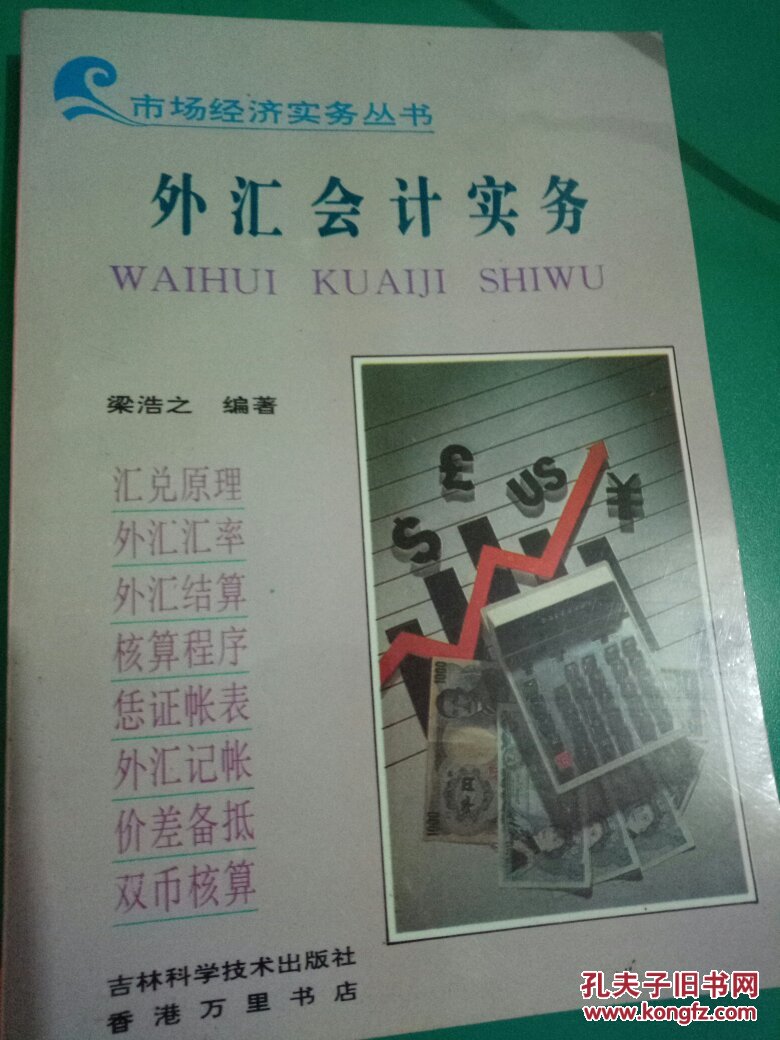 市场经济实务丛书
外汇会计实务
WAIHUI KUAIJI SHIWU
梁浩之 编著
汇兑原理
外汇汇率
外汇结算
核算程序
凭证帐表
外汇记帐
价差备抵
双币核算
£
$
US
¥
1000
1000
吉林科学技术出版社
香港万里书店
孔夫子旧书网
www.kongfz.com